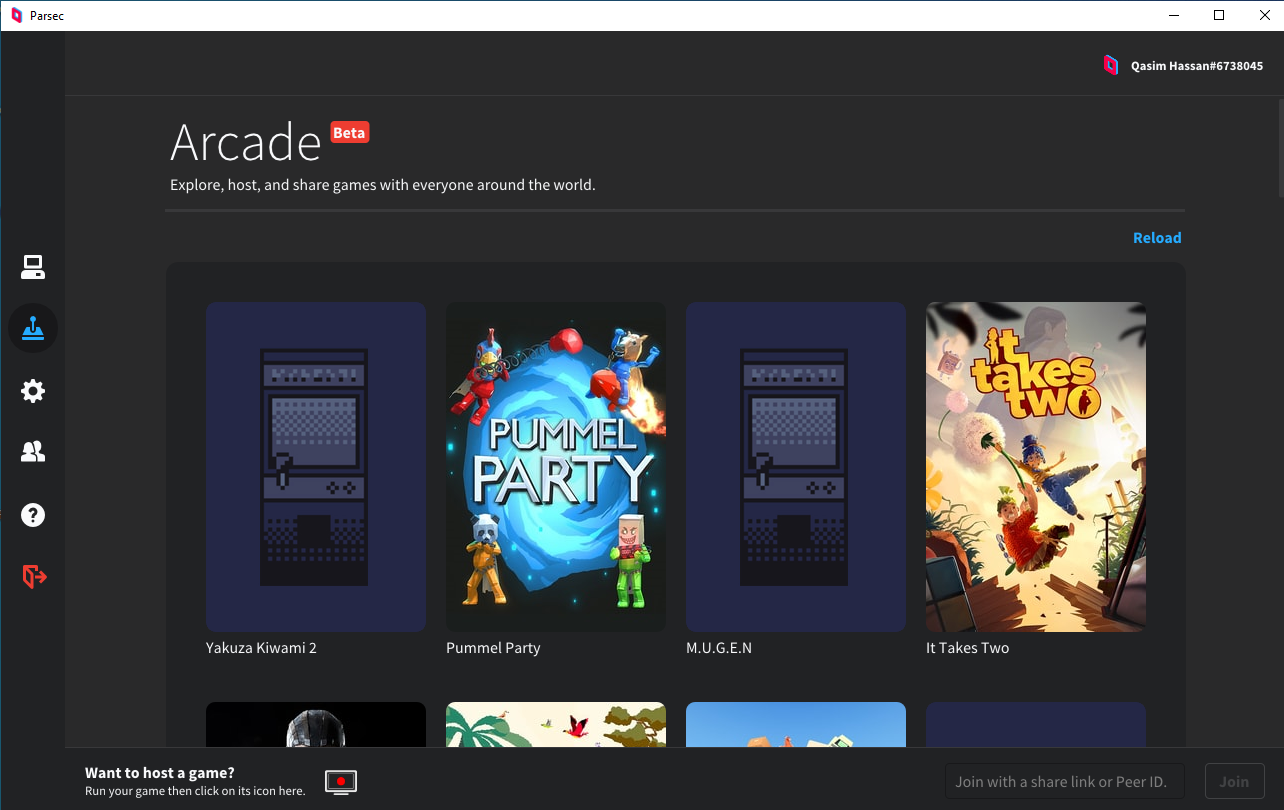 Parsec
Qasim Hassan#6738045
Arcade Beta
Explore, host, and share games with everyone around the world.
Reload
PUMMEL
PARTY
it
takes
two
Yakuza Kiwami 2
Pummel Party
M.U.G.E.N
It Takes Two
Want to host a game?
Run your game then click on its icon here.
Join with a share link or Peer ID.
Join